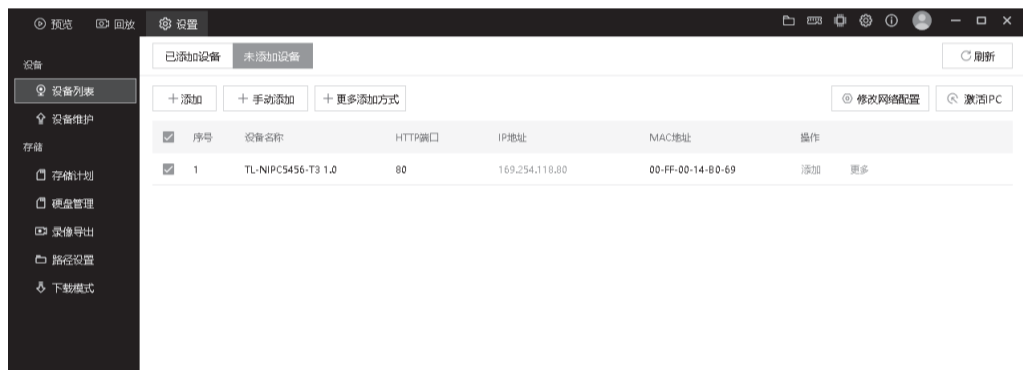 预览 回放 设置
设备
设备列表
设备维护
存储
存储计划
硬盘管理
录像导出
路径设置
下载模式
已添加设备 未添加设备 刷新
+添加 +手动添加 +更多添加方式 修改网络配置 激活IPC
序号 设备名称 HTTP端口 IP地址 MAC地址 操作
1 TL-NIPC5456-T3 1.0 80 169.254.118.80 00-FF-00-14-B0-69 添加 更多